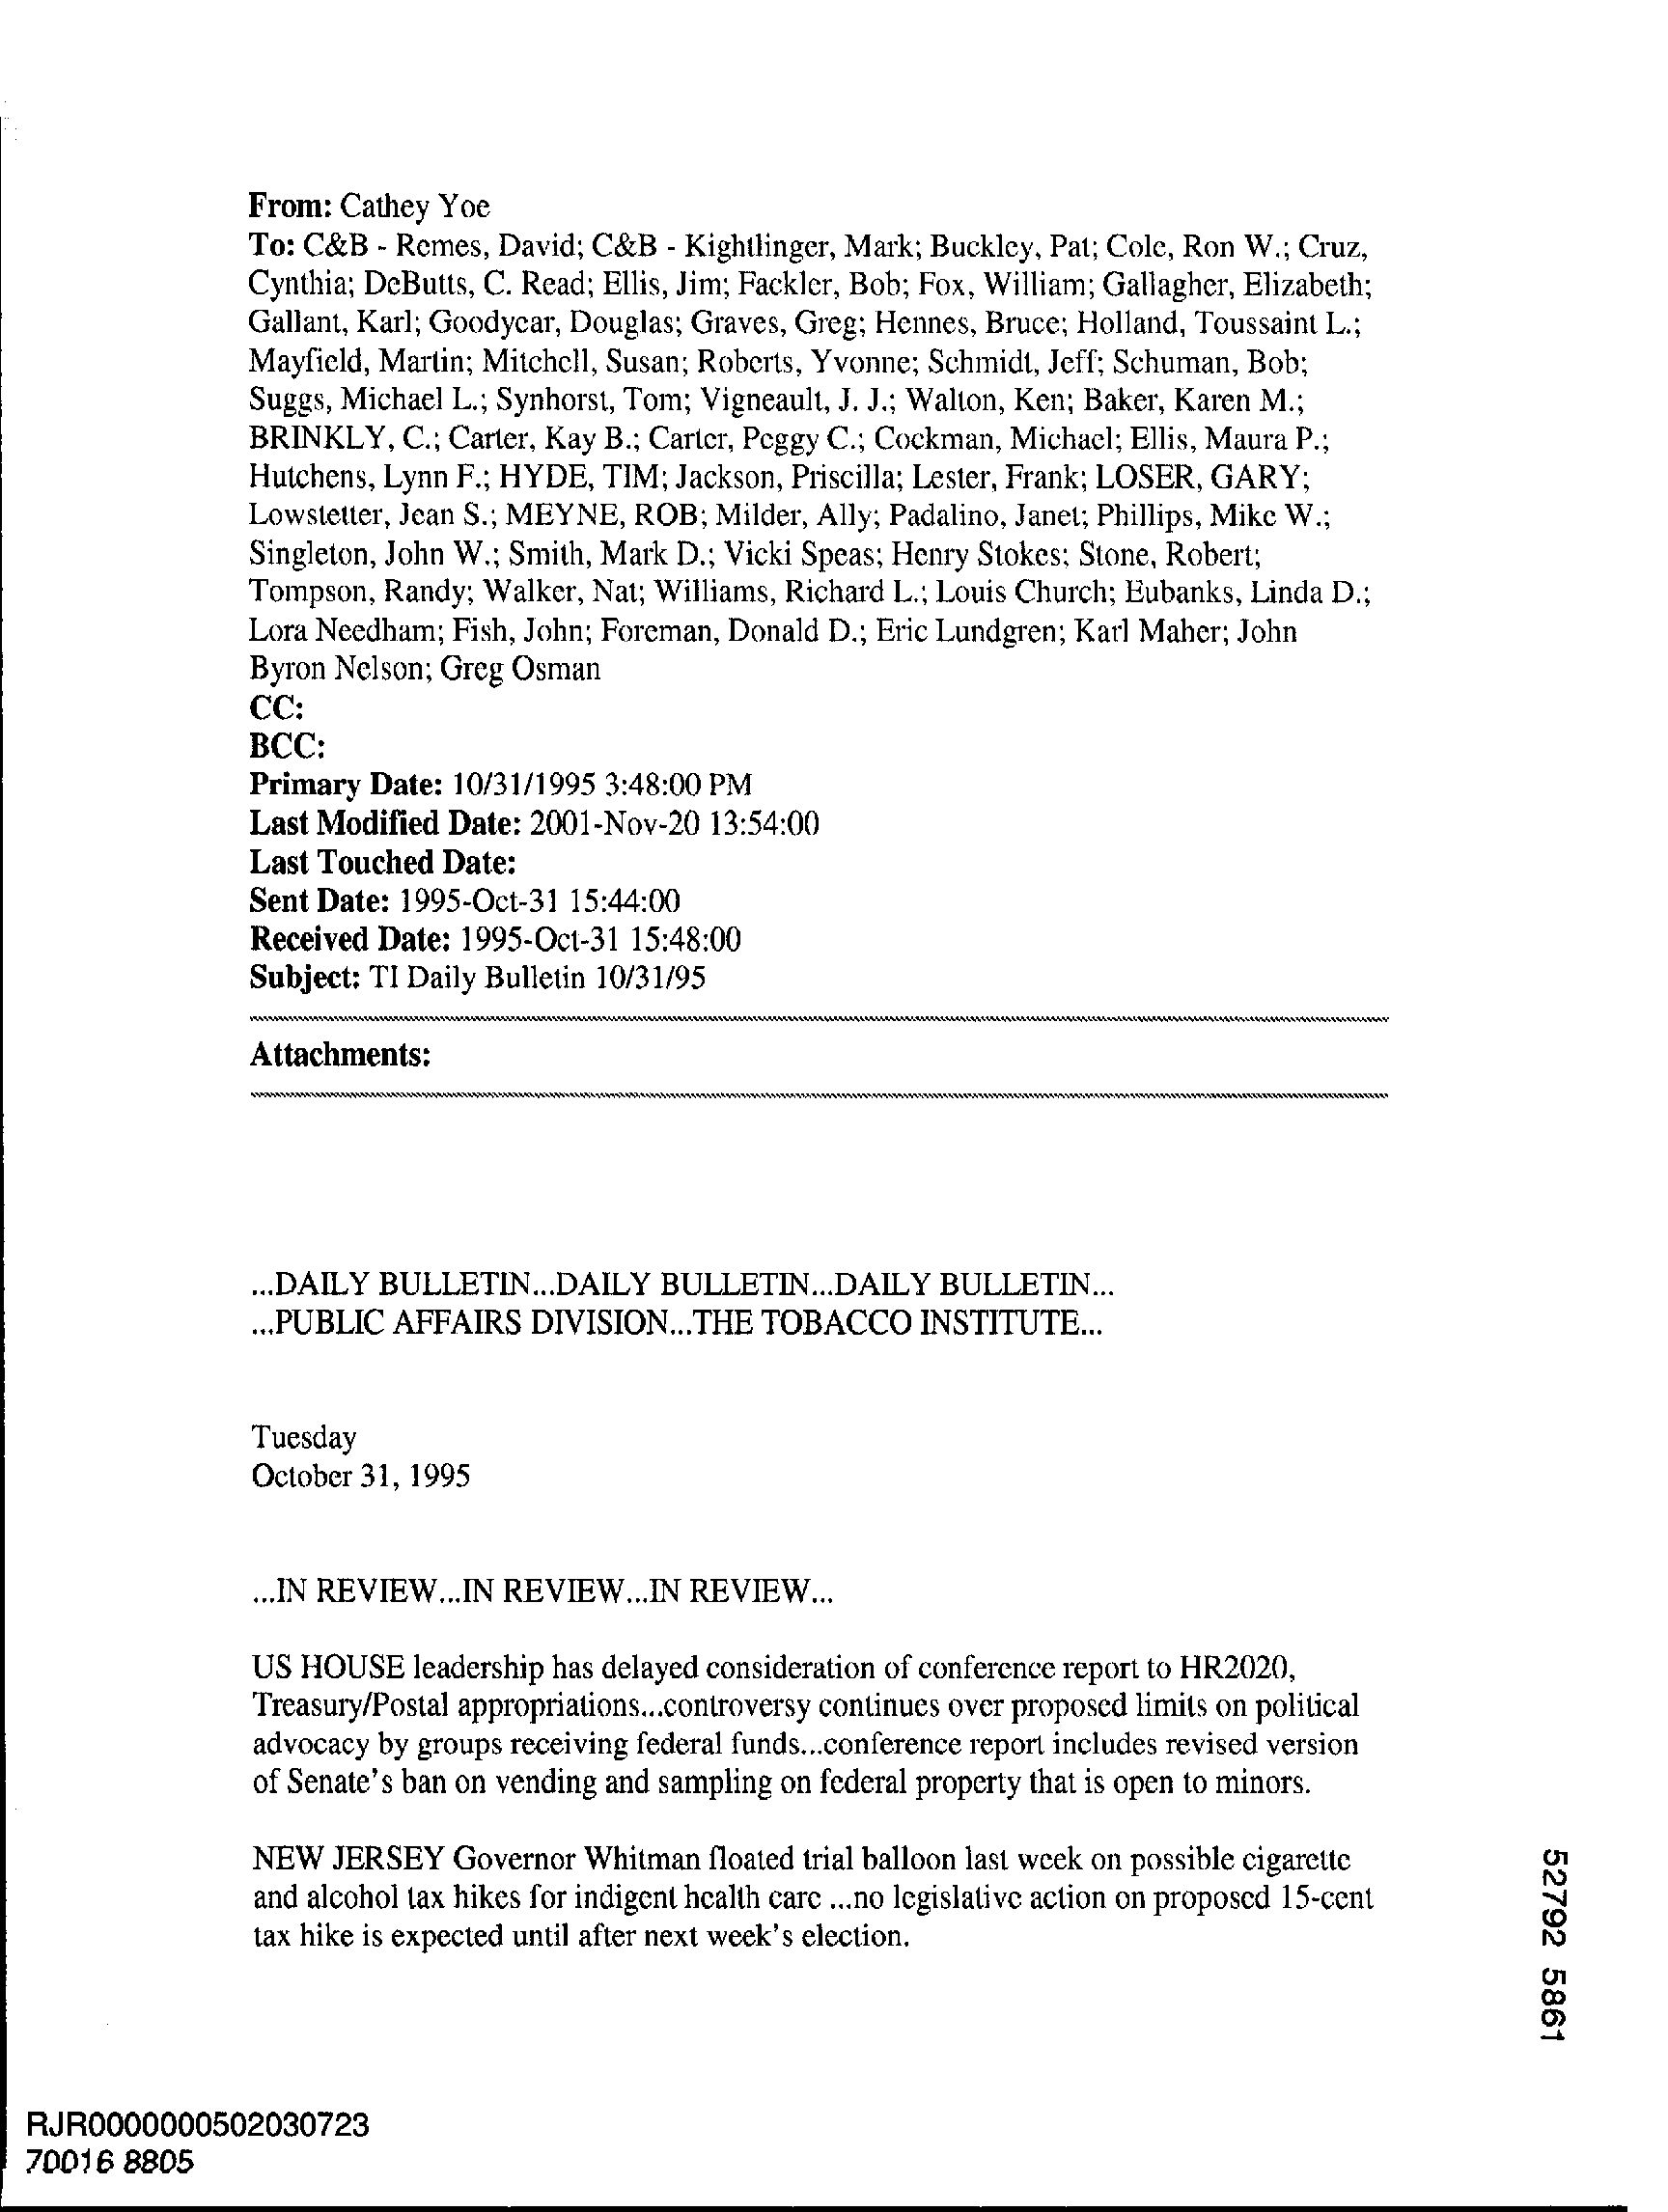 From: Cathey Yoe
To: C&B - Remes, David; C&B - Kightlinger, Mark; Buckley, Pat; Cole, Ron W.; Cruz,
Cynthia; DeButts, C. Read; Ellis, Jim; Fackler, Bob; Fox, William; Gallagher, Elizabeth;
Gallant, Karl; Goodyear, Douglas; Graves, Greg; Hennes, Bruce; Holland, Toussaint L.;
Mayfield, Martin; Mitchell, Susan; Roberts, Yvonne; Schmidt, Jeff; Schuman, Bob;
Suggs, Michael L.; Synhorst, Tom; Vigneault, J. J.; Walton, Ken; Baker, Karen M.;
BRINKLY, C.; Carter, Kay B.; Carter, Peggy C.; Cockman, Michael; Ellis, Maura P.;
Hutchens, Lynn F.; HYDE, TIM; Jackson, Priscilla; Lester, Frank; LOSER, GARY;
Lowstetter, Jean S.; MEYNE, ROB; Milder, Ally; Padalino, Janet; Phillips, Mike W.;
Singleton, John W.; Smith, Mark D.; Vicki Speas; Henry Stokes; Stone, Robert;
Tompson, Randy; Walker, Nat; Williams, Richard L.; Louis Church; Eubanks, Linda D.;
Lora Needham; Fish, John; Foreman, Donald D.; Eric Lundgren; Karl Maher; John
Byron Nelson; Greg Osman
CC:
BCC:
Primary Date: 10/31/1995 3:48:00 PM
Last Modified Date: 2001-Nov-20 13:54:00
Last Touched Date:
Sent Date: 1995-Oct-31 15:44:00
Received Date: 1995-Oct-31 15:48:00
Subject: TI Daily Bulletin 10/31/95
Attachments:
...DAILY BULLETIN...DAILY BULLETIN...DAILY BULLETIN...
...PUBLIC AFFAIRS DIVISION...THE TOBACCO INSTITUTE...
Tuesday
October 31, 1995
...IN REVIEW...IN REVIEW...IN REVIEW...
US HOUSE leadership has delayed consideration of conference report to HR2020,
Treasury/Postal appropriations...controversy continues over proposed limits on political
advocacy by groups receiving federal funds...conference report includes revised version
of Senate's ban on vending and sampling on federal property that is open to minors.
NEW JERSEY Governor Whitman floated trial balloon last week on possible cigarette
and alcohol tax hikes for indigent health care ...no legislative action on proposed 15-cent
tax hike is expected until after next week's election.
52792 5861
RJR0000000502030723
70016 8805